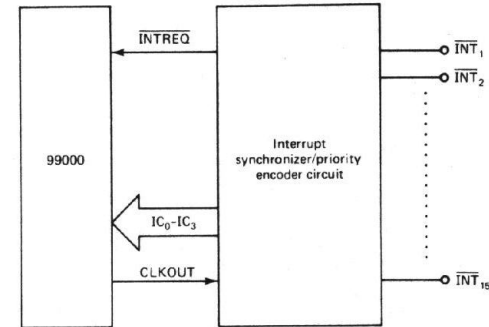 INTREQ
INT1
INT2
99000
Interrupt
synchronizer/priority
encoder circuit
IC0-IC3
CLKOUT
INT15